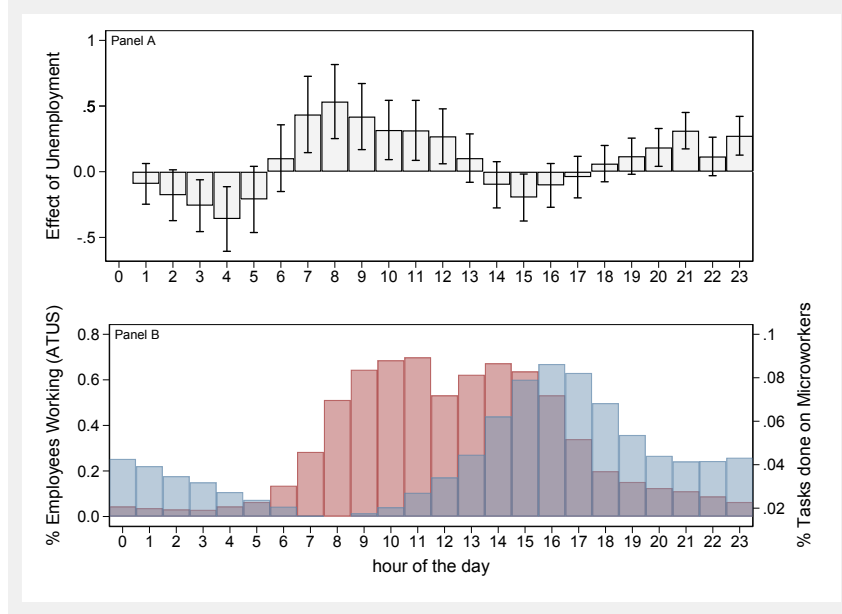 Panel A
Effect of Unemployment
1
.5
0.0
-.5
0 1 2 3 4 5 6 7 8 9 10 11 12 13 14 15 16 17 18 19 20 21 22 23
Panel B
% Employees Working (ATUS)
0.8
0.6
0.4
0.2
0.0
.1
.08
.06
.04
.02
% Tasks done on Microworkers
0 1 2 3 4 5 6 7 8 9 10 11 12 13 14 15 16 17 18 19 20 21 22 23
hour of the day